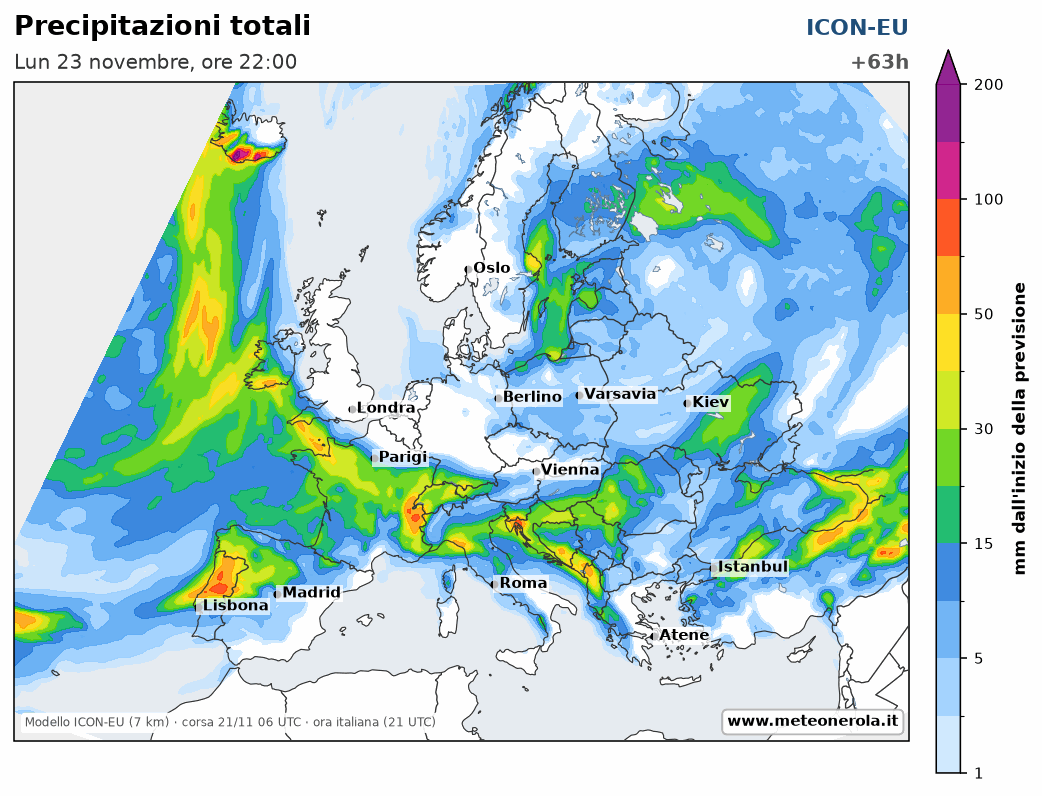 Precipitazioni totali
ICON-EU
Lun 23 novembre, ore 22:00
+63h
200
100
50
30
15
5
1
mm dall'inizio della previsione
Oslo
Londra
Berlino
Varsavia
Kiev
Parigi
Vienna
Istanbul
Roma
Madrid
Lisbona
Atene
Modello ICON-EU (7 km) · corsa 21/11 06 UTC · ora italiana (21 UTC)
www.meteonerola.it